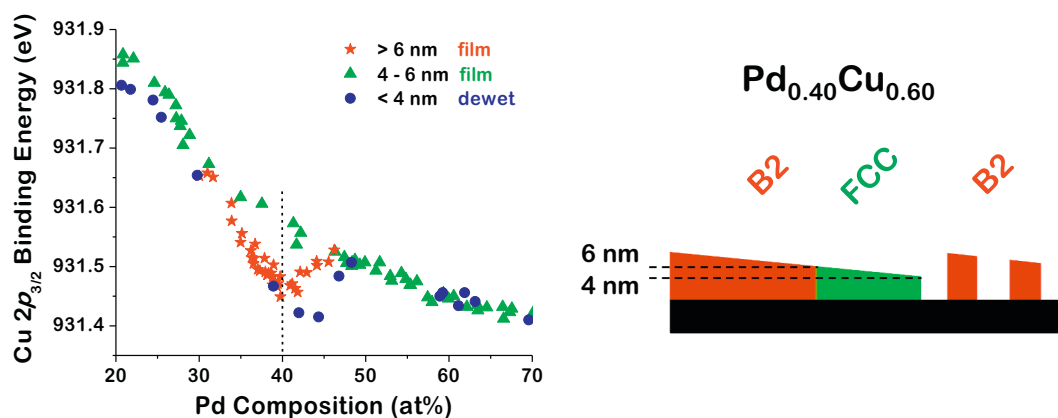 Cu 2p3/2 Binding Energy (eV)
931.9
931.8
931.7
931.6
931.5
931.4
20 30 40 50 60 70
Pd Composition (at%)
> 6 nm film
4 - 6 nm film
< 4 nm dewet
Pd0.40Cu0.60
B2 FCC B2
6 nm
4 nm